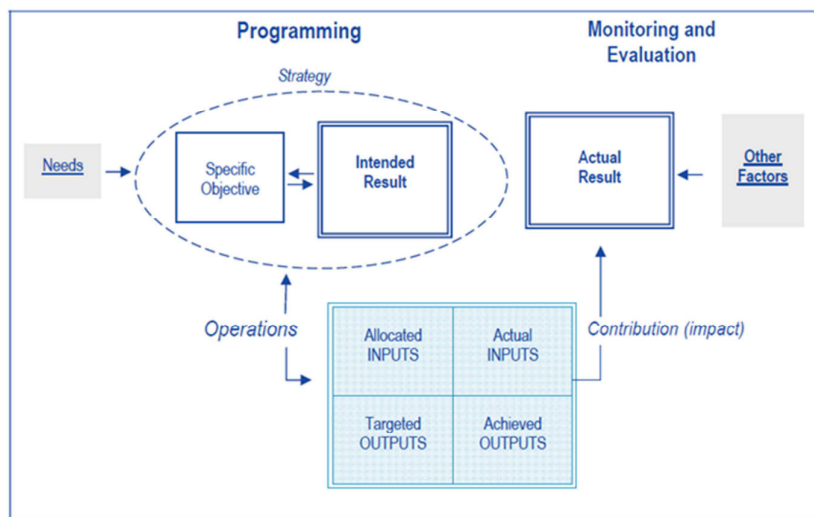 Programming
Monitoring and
Evaluation
Strategy
Needs
Specific
Objective
Intended
Result
Actual
Result
Other
Factors
Operations
Contribution (impact)
Allocated
INPUTS
Actual
INPUTS
Targeted
OUTPUTS
Achieved
OUTPUTS